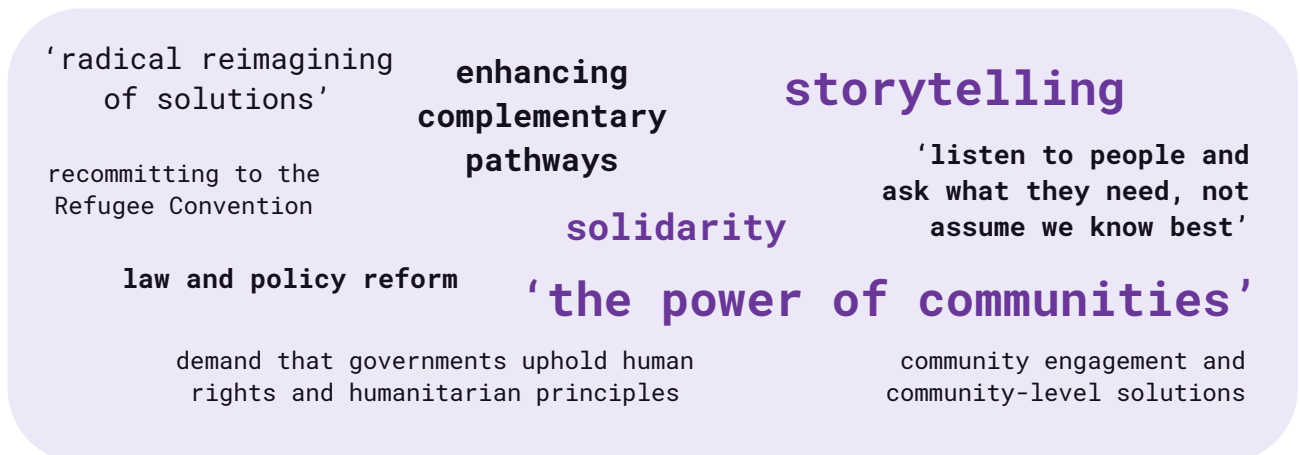 ‘radical reimagining
of solutions’
enhancing
complementary
pathways
storytelling
‘listen to people and
ask what they need, not
assume we know best’
recommitting to the
Refugee Convention
solidarity
law and policy reform
‘the power of communities’
demand that governments uphold human
rights and humanitarian principles
community engagement and
community-level solutions